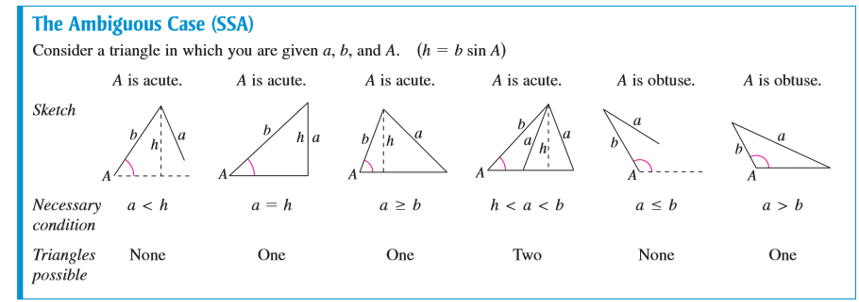 The Ambiguous Case (SSA)
Consider a triangle in which you are given a, b, and A. (h = b sin A)
A is acute. A is acute. A is acute. A is acute. A is obtuse. A is obtuse.
Sketch
b h a A
b h a A
b h a A
b a h a A
a b A
a b A
Necessary condition
a < h a = h a ≥ b h < a < b a ≤ b a > b
Triangles possible
None One One Two None One